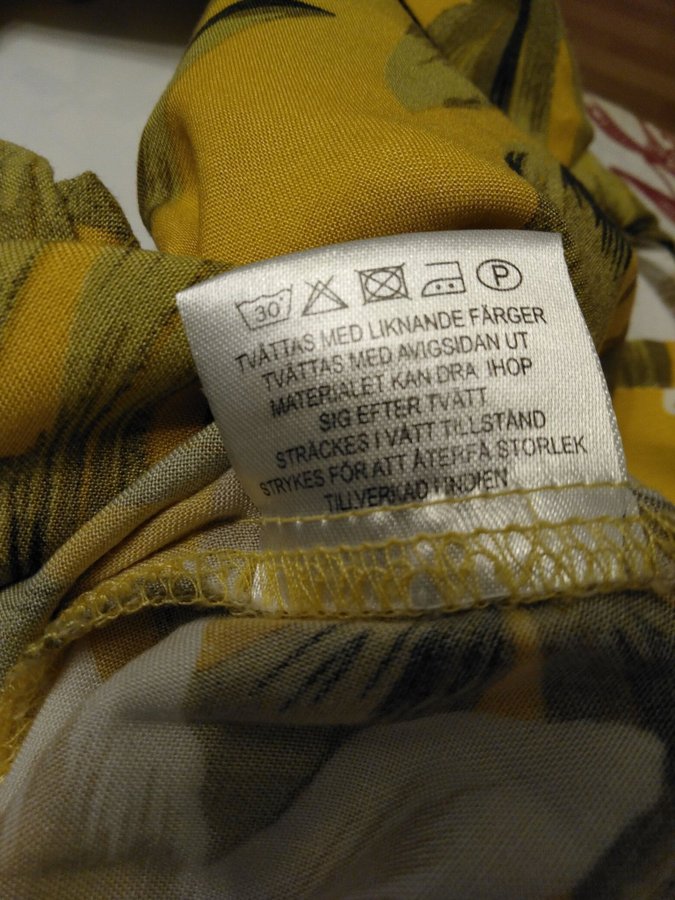 30° P
TVÄTTAS MED LIKNANDE FÄRGER
TVÄTTAS MED AVIGSIDAN UT
MATERIALET KAN DRA IHOP
SIG EFTER TVÄTT
STRÄCKES I VÅTT TILLSTÅND
STRYKES FÖR ATT ÅTERFÅ STORLEK
TILLVERKAD I INDIEN